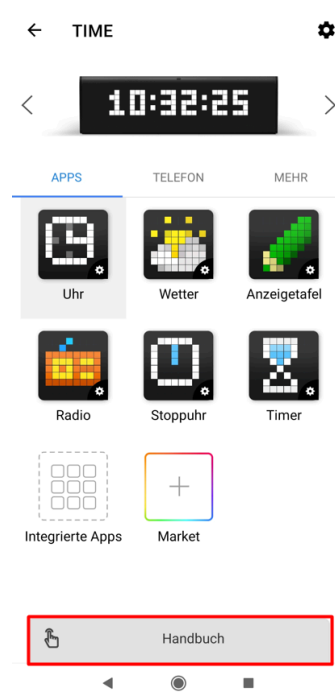 TIME
10:32:25
APPS TELEFON MEHR
Uhr Wetter Anzeigetafel
Radio Stoppuhr Timer
Integrierte Apps Market
Handbuch